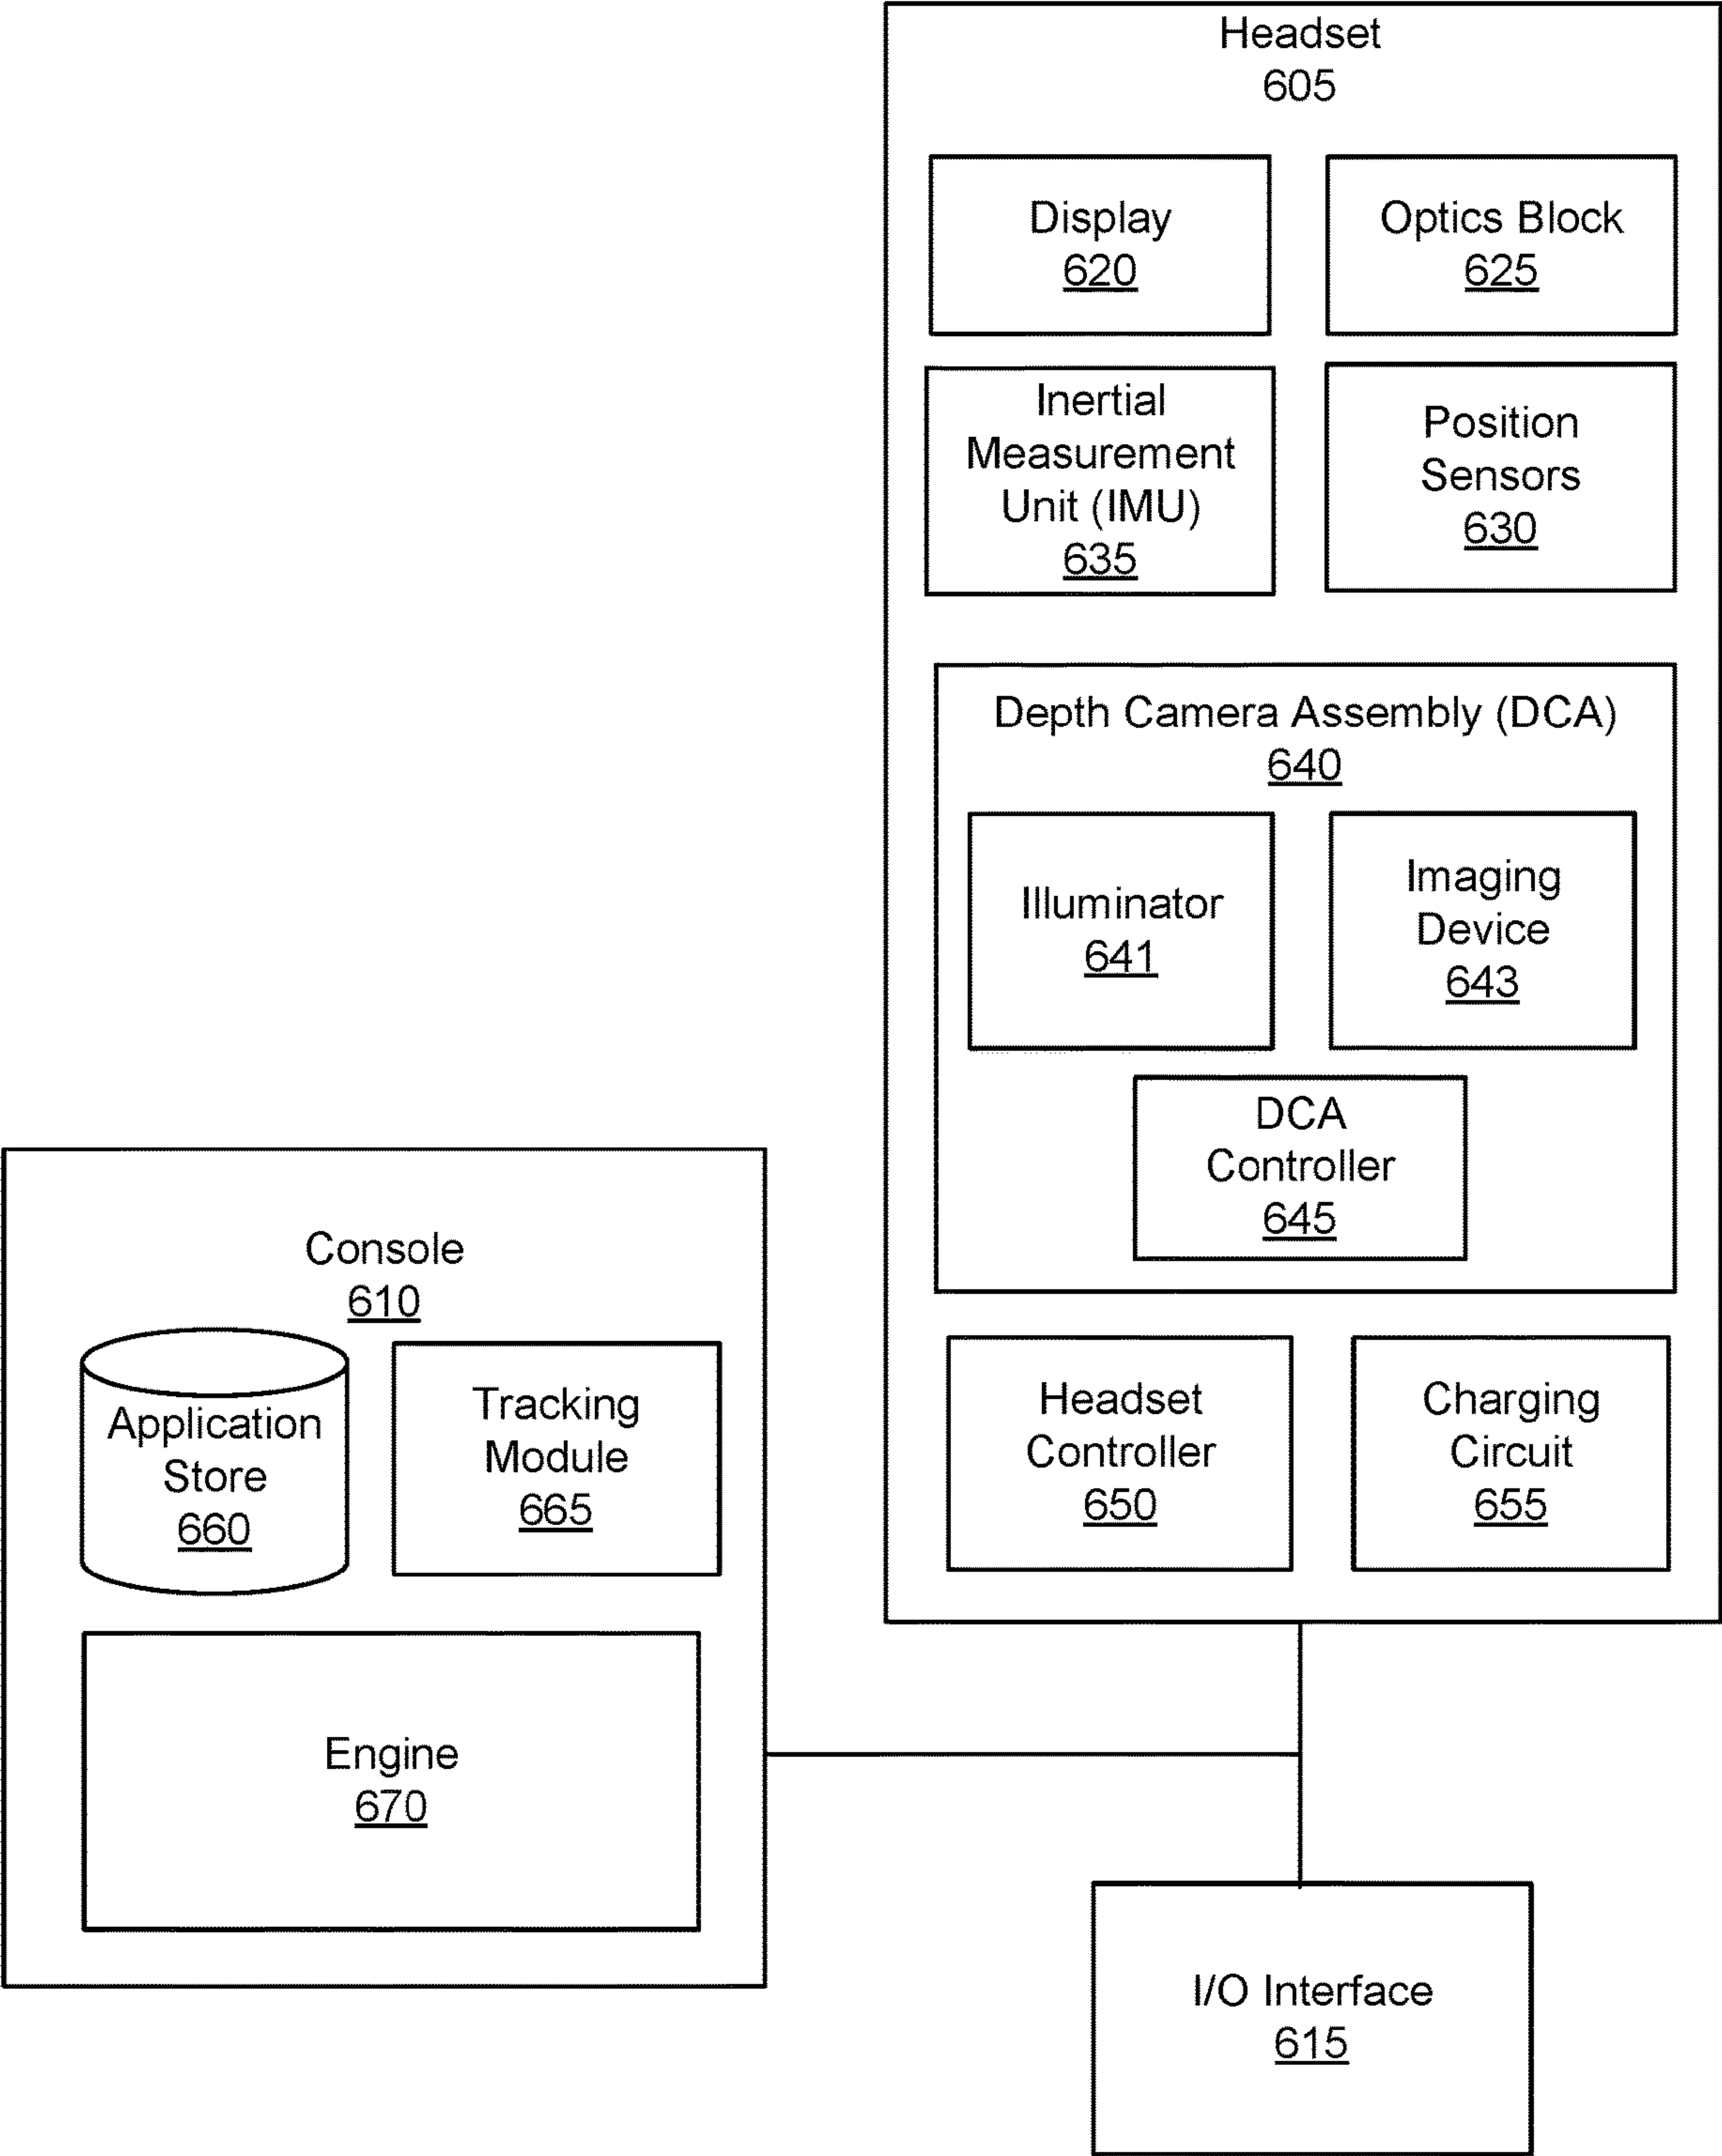 Headset
605
Display
620
Optics Block
625
Inertial
Measurement
Unit (IMU)
635
Position
Sensors
630
Depth Camera Assembly (DCA)
640
Illuminator
641
Imaging
Device
643
DCA
Controller
645
Headset
Controller
650
Charging
Circuit
655
Console
610
Application
Store
660
Tracking
Module
665
Engine
670
I/O Interface
615